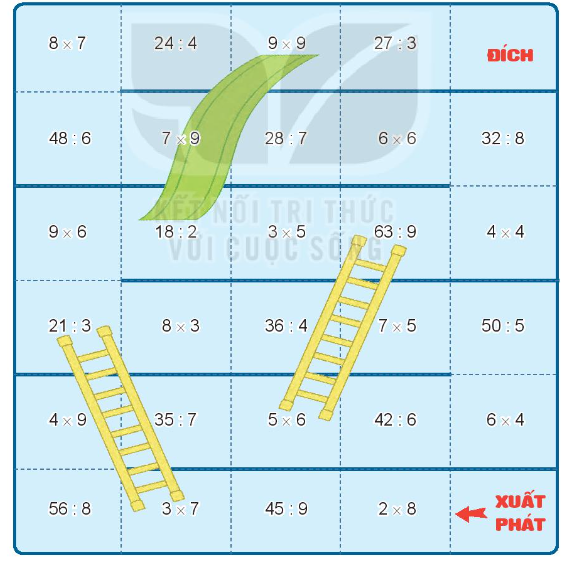 8 × 7 24 : 4 9 × 9 27 : 3 ĐÍCH
48 : 6 7 × 9 28 : 7 6 × 6 32 : 8
KẾT NỐI TRI THỨC
9 × 6 18 : 2 3 × 5 63 : 9 4 × 4
VỚI CUỘC SỐNG
21 : 3 8 × 3 36 : 4 7 × 5 50 : 5
4 × 9 35 : 7 5 × 6 42 : 6 6 × 4
56 : 8 3 × 7 45 : 9 2 × 8 XUẤT
PHÁT